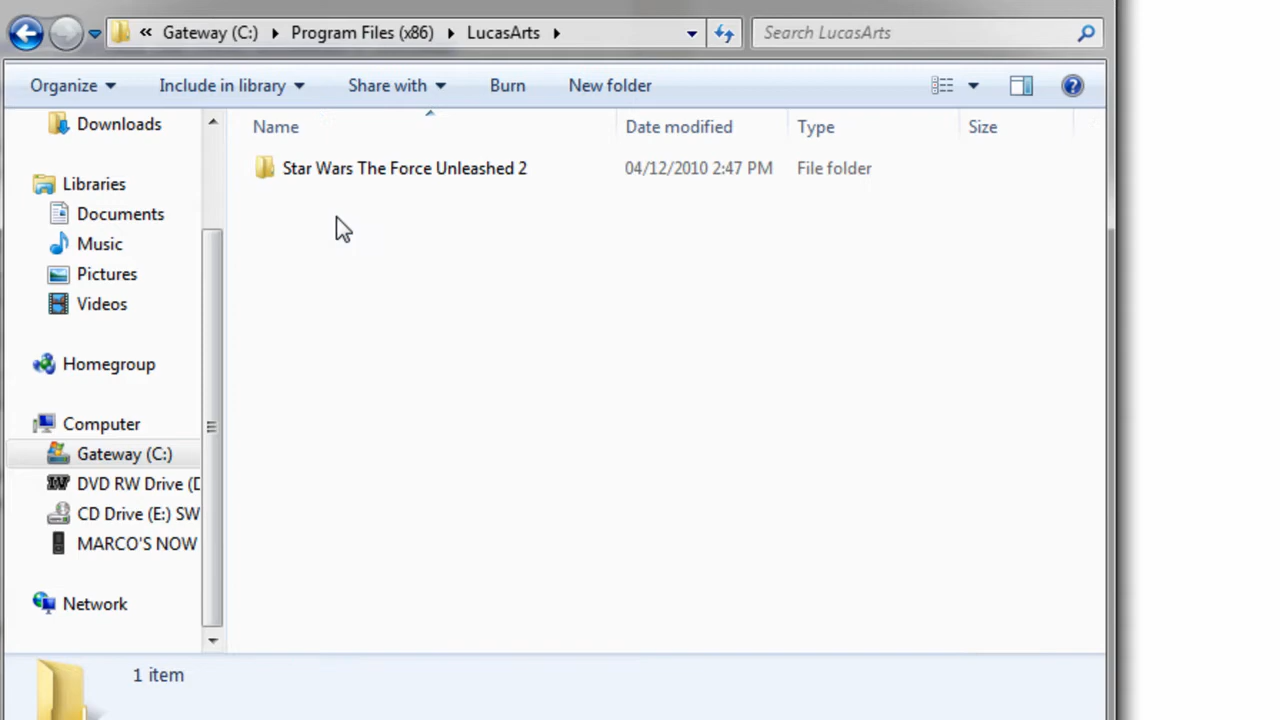 « Gateway (C:) Program Files (x86) LucasArts Search LucasArts
Organize Include in library Share with Burn New folder
Downloads
Libraries
Documents
Music
Pictures
Videos
Homegroup
Computer
Gateway (C:)
DVD RW Drive (D
CD Drive (E:) SW
MARCO'S NOW
Network
Name Date modified Type Size
Star Wars The Force Unleashed 2 04/12/2010 2:47 PM File folder
1 item